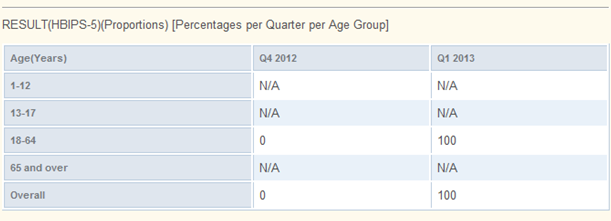 RESULT(HBIPS-5)(Proportions) [Percentages per Quarter per Age Group]
Age(Years) Q4 2012 Q1 2013
1-12 N/A N/A
13-17 N/A N/A
18-64 0 100
65 and over N/A N/A
Overall 0 100